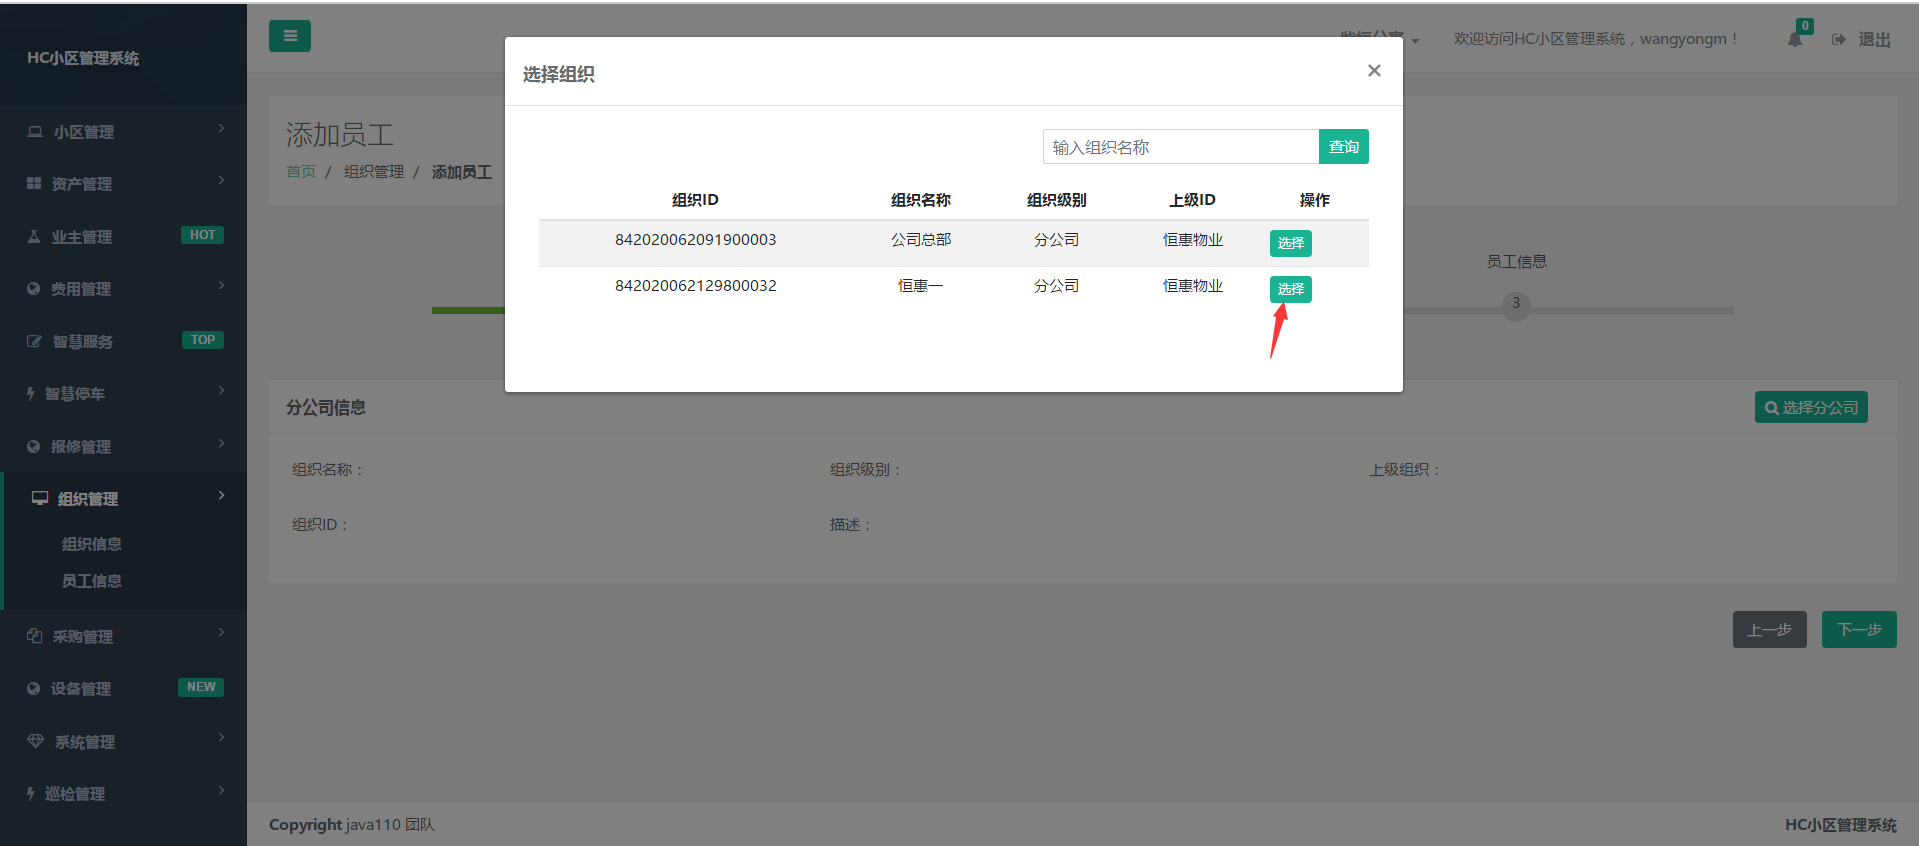 HC小区管理系统
小区管理
资产管理
业主管理 HOT
费用管理
智慧服务 TOP
智慧停车
报修管理
组织管理
组织信息
员工信息
采购管理
设备管理 NEW
系统管理
巡检管理
欢迎访问HC小区管理系统，wangyongm！
0
退出
添加员工
首页 / 组织管理 / 添加员工
选择组织
×
输入组织名称 查询
组织ID 组织名称 组织级别 上级ID 操作
842020062091900003 公司总部 分公司 恒惠物业 选择
842020062129800032 恒惠一 分公司 恒惠物业 选择
员工信息
3
分公司信息 选择分公司
组织名称： 组织级别： 上级组织：
组织ID： 描述：
上一步 下一步
Copyright java110 团队 HC小区管理系统